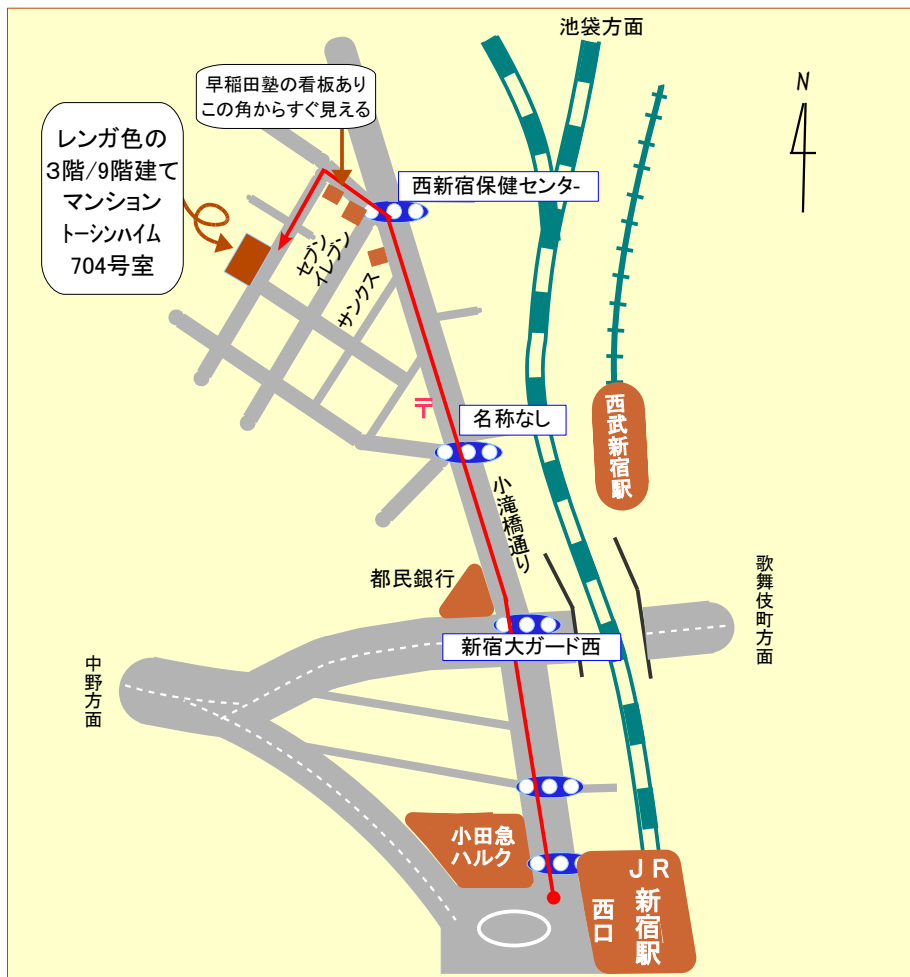 池袋方面
N
早稲田塾の看板あり
この角からすぐ見える
レンガ色の
3階/9階建て
マンション
トーシンハイム
704号室
西新宿保健センター
セブン
イレブン
サンクス
〒
名称なし
西武新宿駅
小滝橋通り
都民銀行
歌舞伎町方面
新宿大ガード西
中野方面
小田急
ハルク
JR
新宿駅
西口